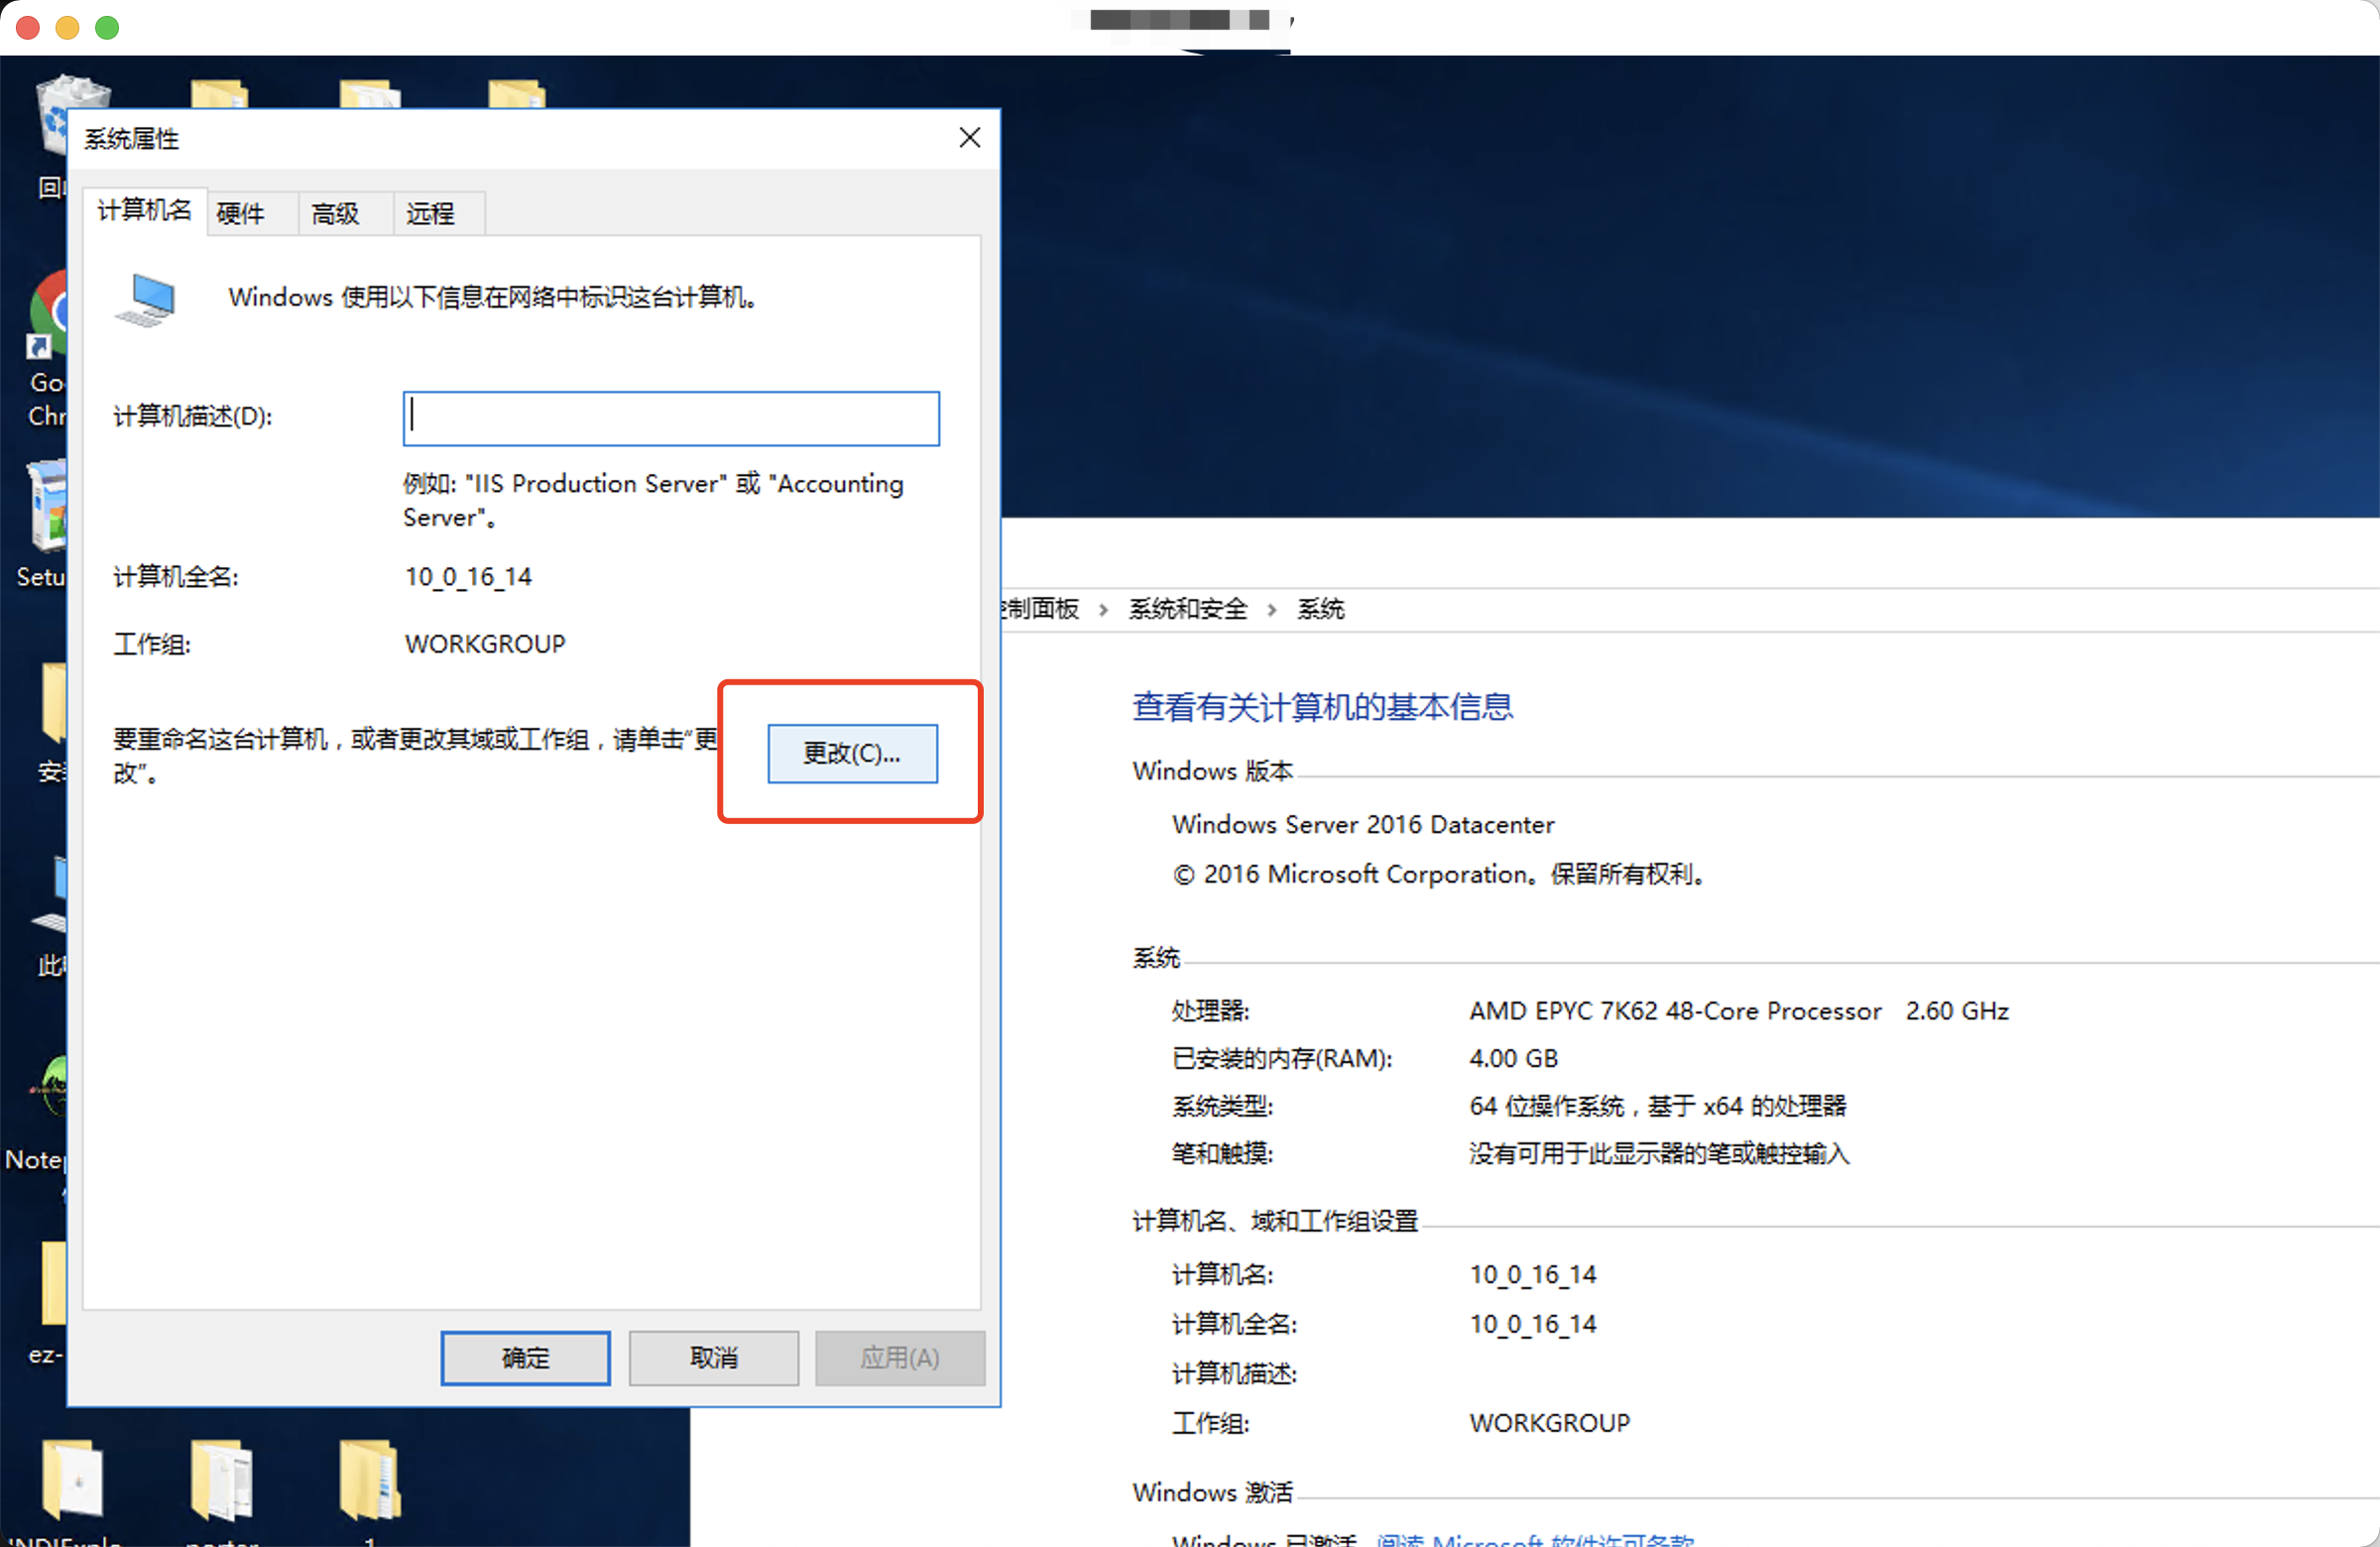 系统属性
计算机名 硬件 高级 远程
Windows 使用以下信息在网络中标识这台计算机。
计算机描述(D):
例如: "IIS Production Server" 或 "Accounting
Server"。
计算机全名: 10_0_16_14
工作组: WORKGROUP
要重命名这台计算机，或者更改其域或工作组，请单击“更
改”。
更改(C)...
确定 取消 应用(A)
制面板 › 系统和安全 › 系统
查看有关计算机的基本信息
Windows 版本
Windows Server 2016 Datacenter
© 2016 Microsoft Corporation。保留所有权利。
系统
处理器: AMD EPYC 7K62 48-Core Processor 2.60 GHz
已安装的内存(RAM): 4.00 GB
系统类型: 64 位操作系统，基于 x64 的处理器
笔和触摸: 没有可用于此显示器的笔或触控输入
计算机名、域和工作组设置
计算机名: 10_0_16_14
计算机全名: 10_0_16_14
计算机描述:
工作组: WORKGROUP
Windows 激活
Windows 已激活 阅读 Microsoft 软件许可条款
回
Go
Chr
Setu
安
此
Note
ez-